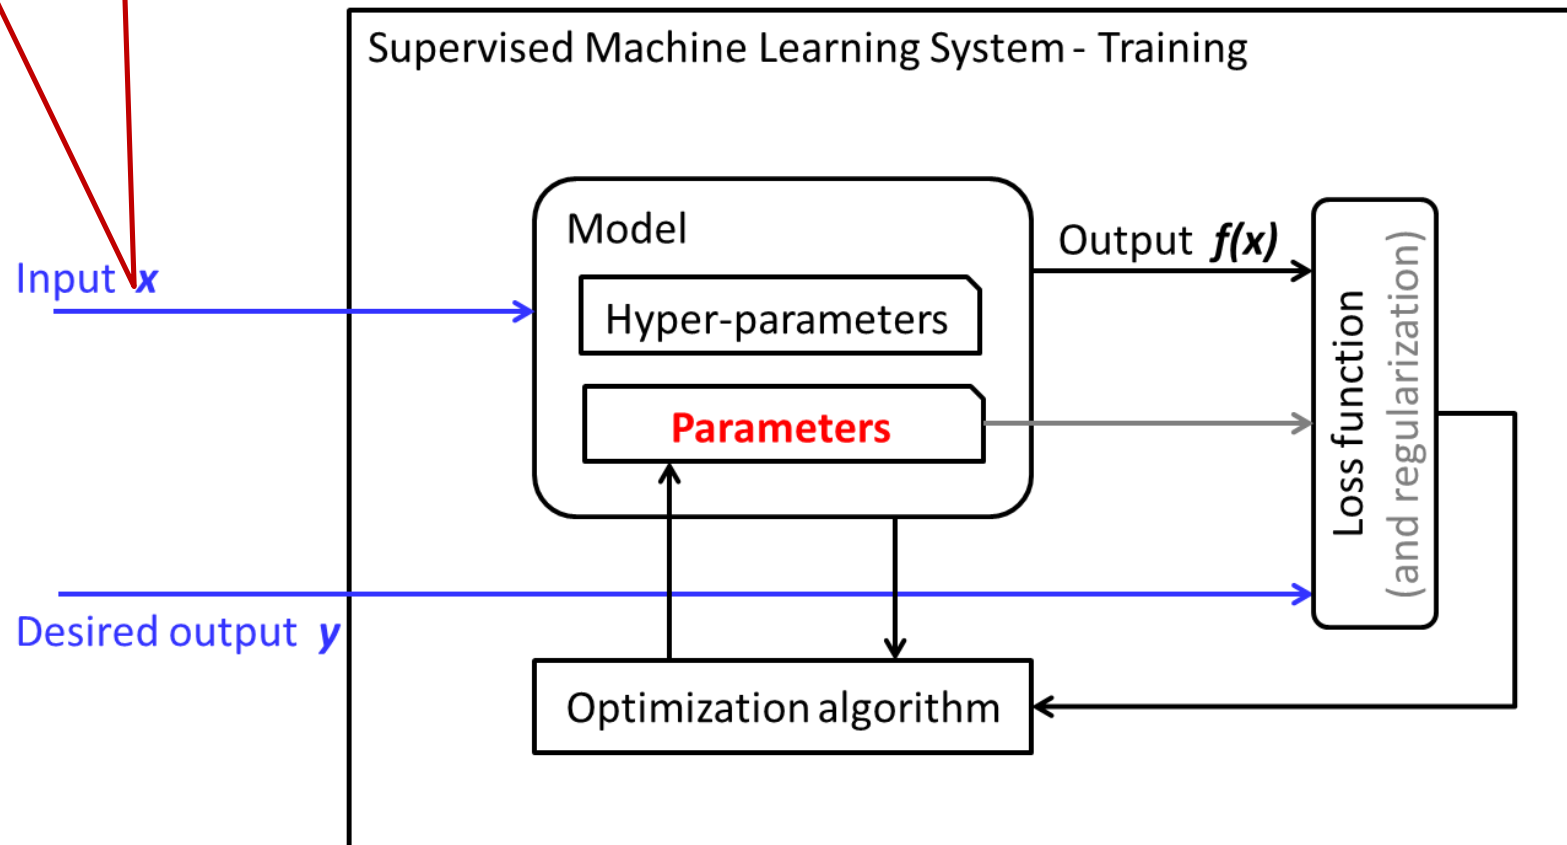 Supervised Machine Learning System - Training
Model
Input x
Output f(x)
Hyper-parameters
Parameters
Loss function
(and regularization)
Desired output y
Optimization algorithm